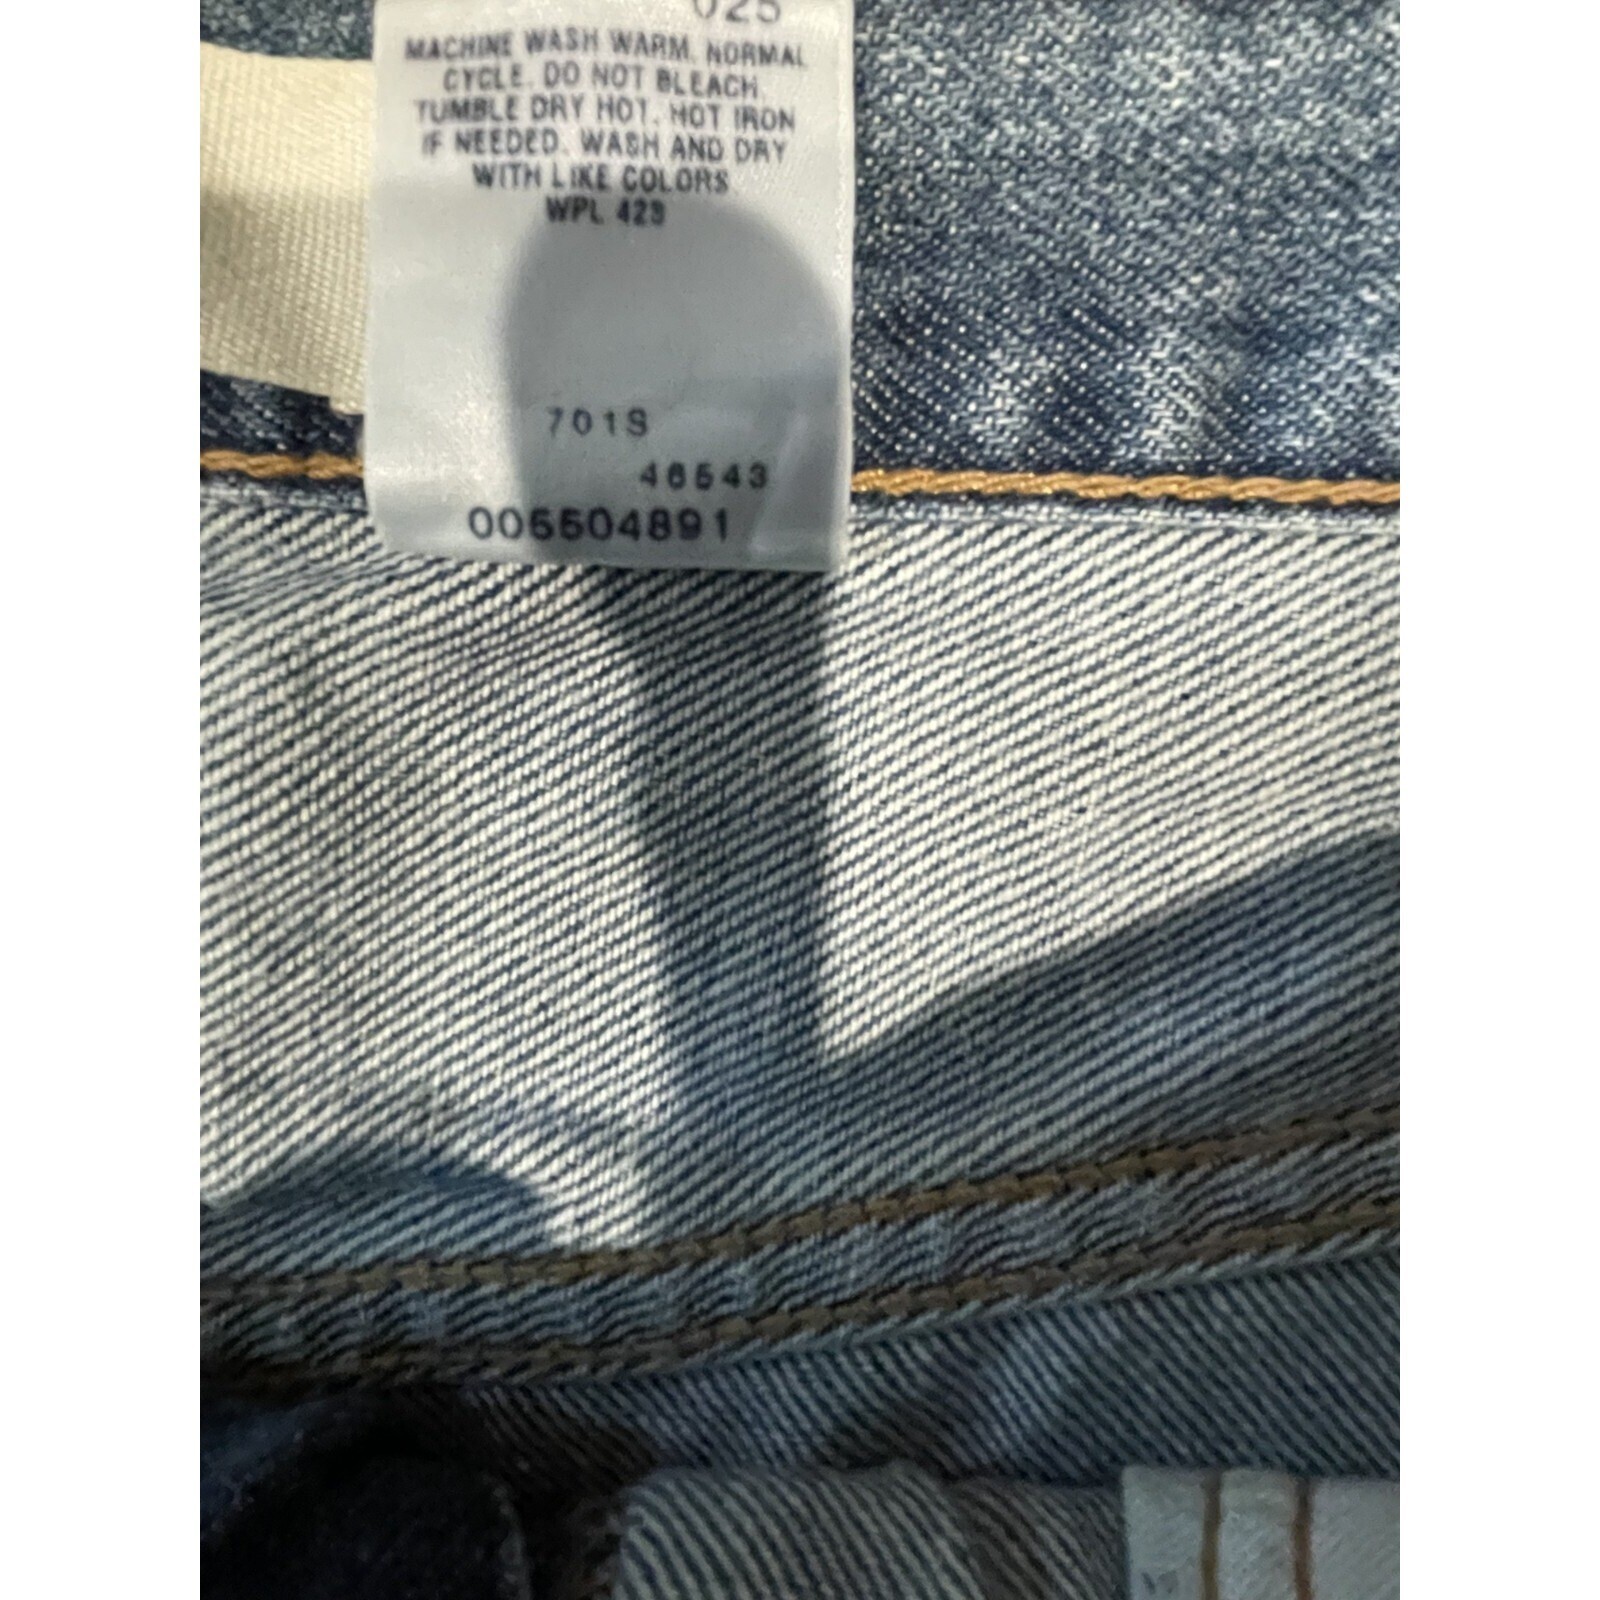 025
MACHINE WASH WARM. NORMAL
CYCLE. DO NOT BLEACH.
TUMBLE DRY HOT. HOT IRON
IF NEEDED. WASH AND DRY
WITH LIKE COLORS
WPL 423
701S
46543
005504891